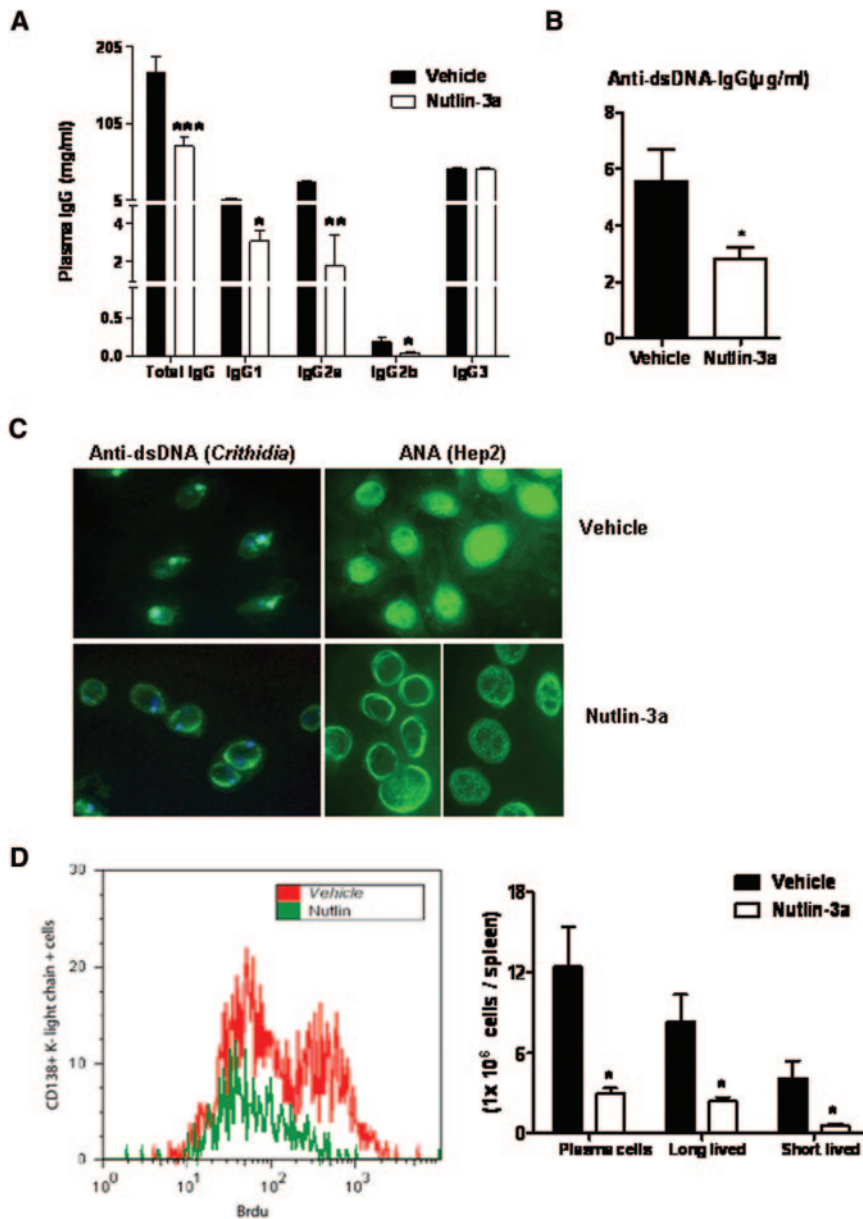 A
Plasma IgG (mg/ml)
205
105
5
4
2
0.5
0.0
Vehicle
Nutlin-3a
***
*
**
*
Total IgG IgG1 IgG2a IgG2b IgG3
B
Anti-dsDNA-IgG(µg/ml)
8
6
4
2
0
*
Vehicle Nutlin-3a
C
Anti-dsDNA (Crithidia) ANA (Hep2)
Vehicle
Nutlin-3a
D
CD138+ K- light chain + cells
30
20
10
0
Vehicle
Nutlin
10⁰ 10¹ 10² 10³
Brdu
(1x 10⁶ cells / spleen)
18
12
6
0
Vehicle
Nutlin-3a
*
*
*
Plasma cells Long lived Short lived